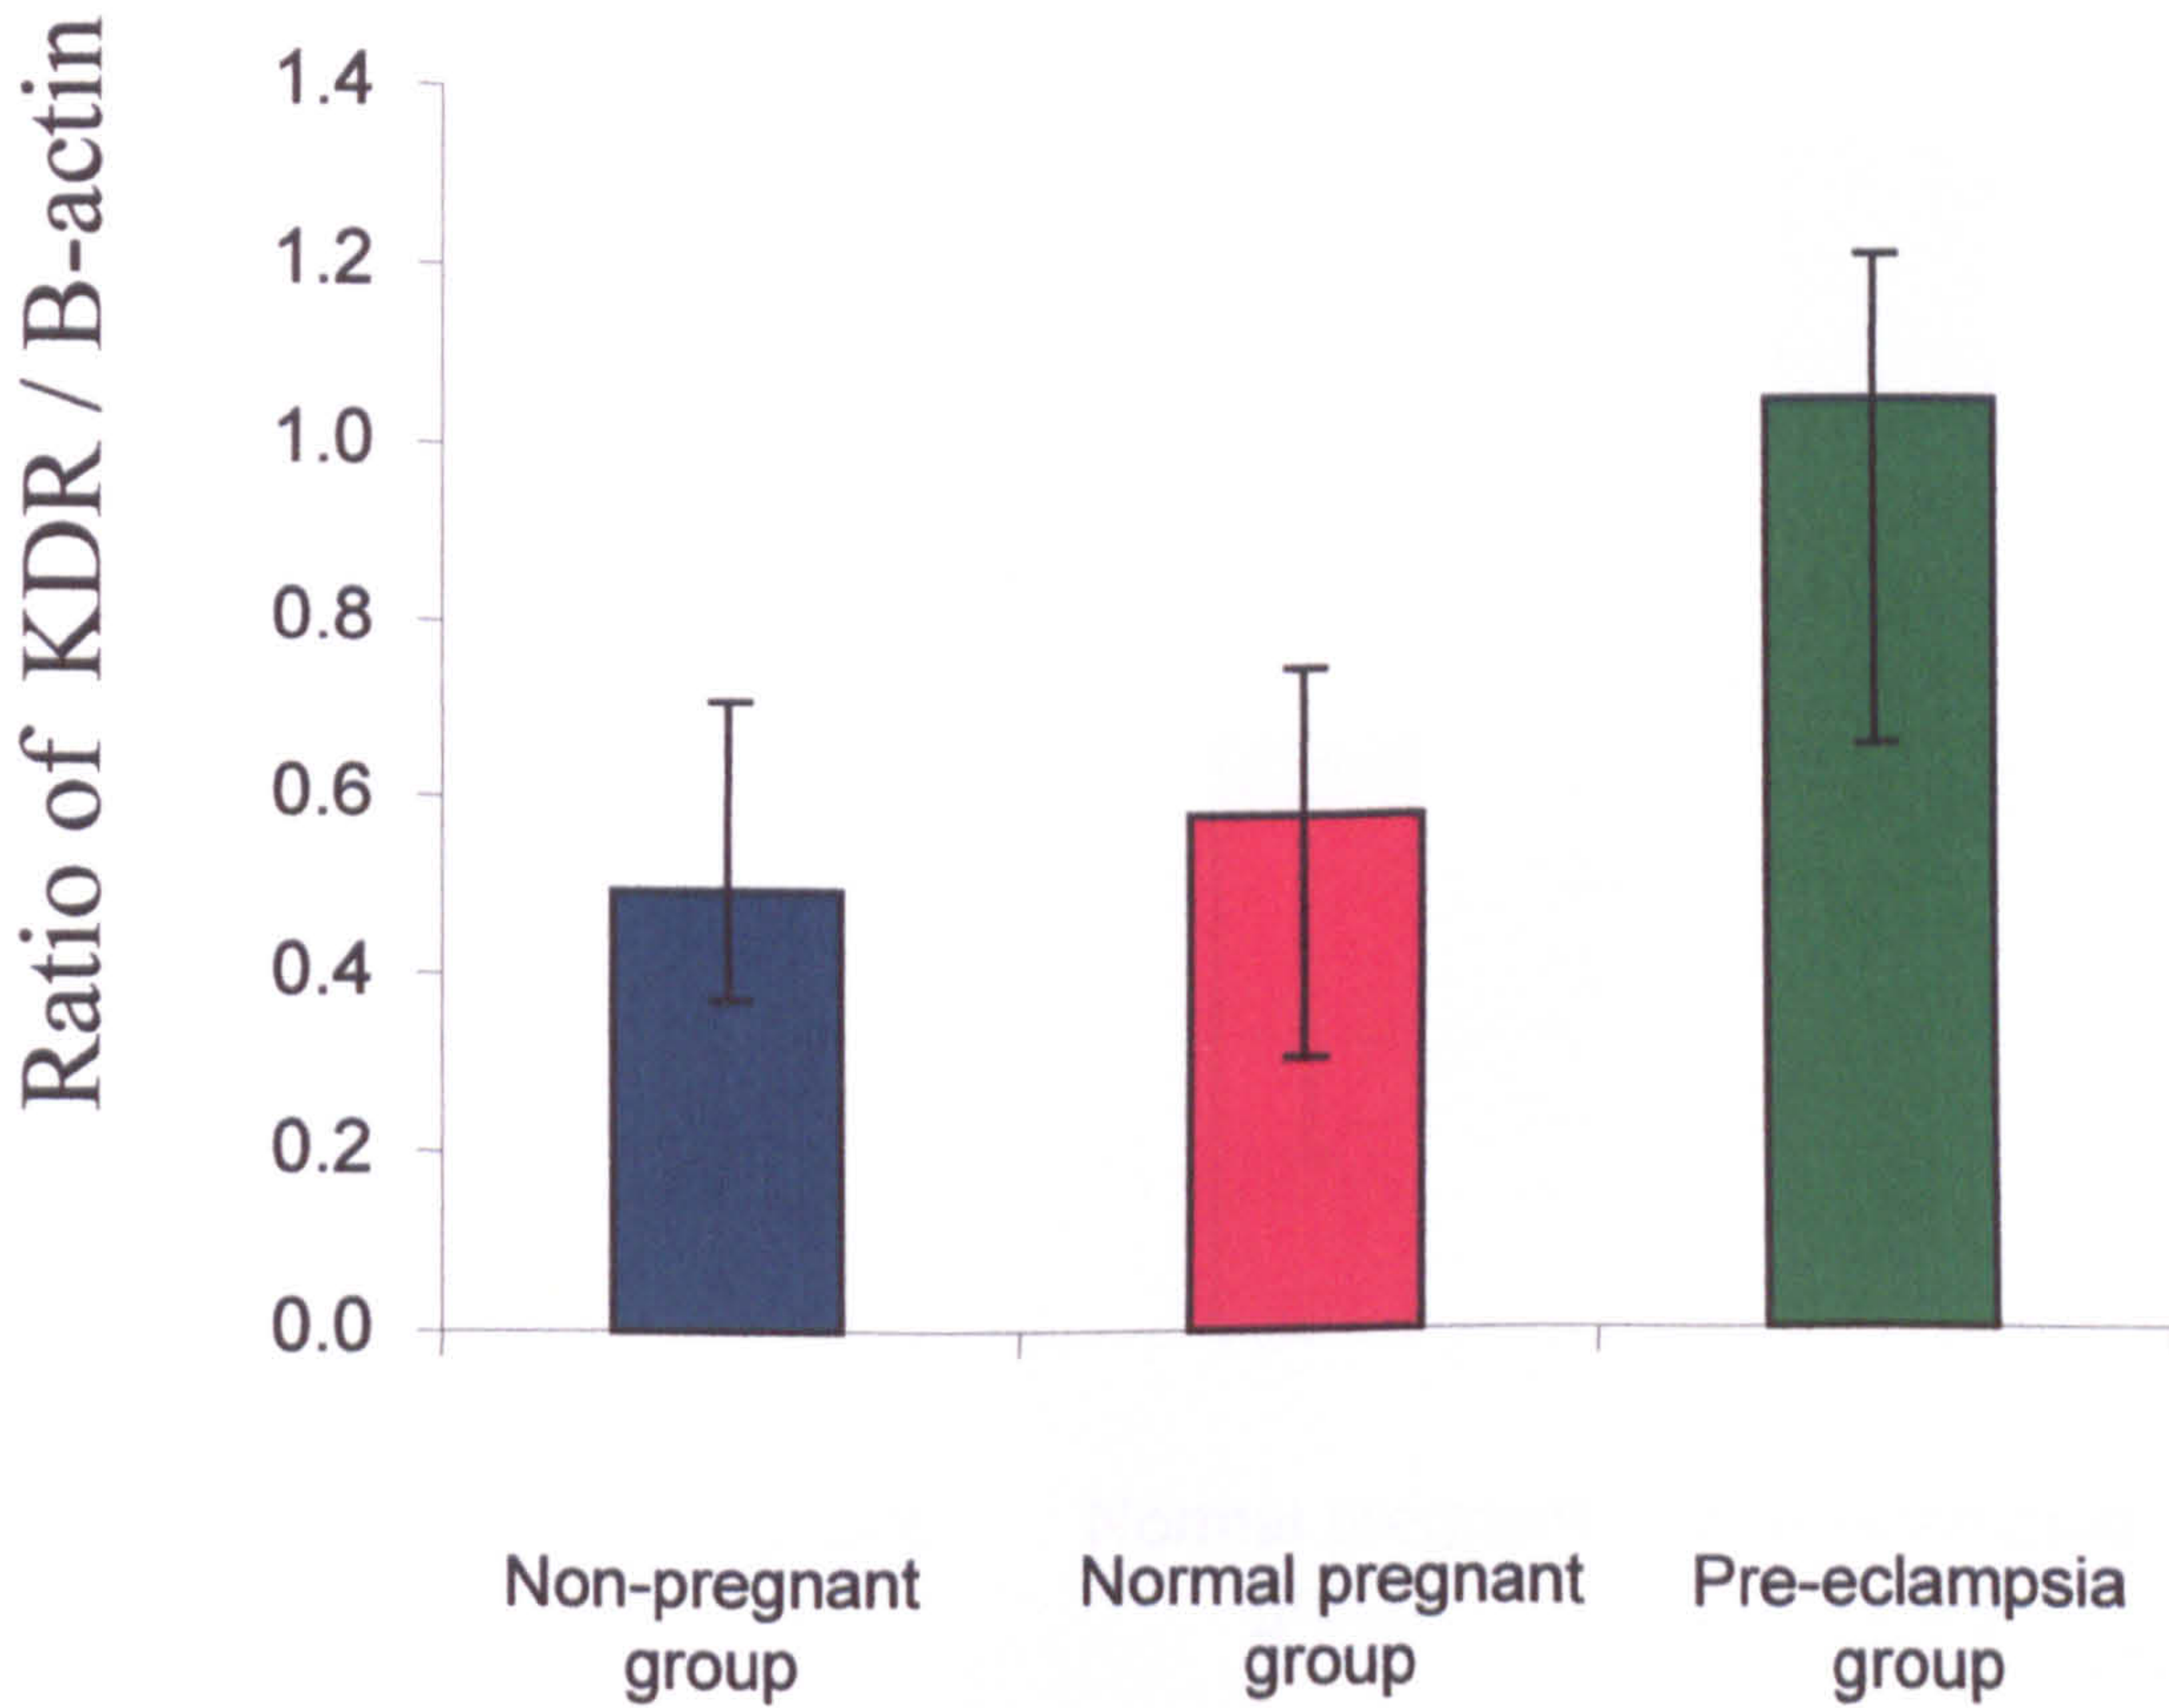 Ratio of KDR / B-actin
1.4
1.2
1.0
0.8
0.6
0.4
0.2
0.0
Non-pregnant
group
Normal pregnant
group
Pre-eclampsia
group